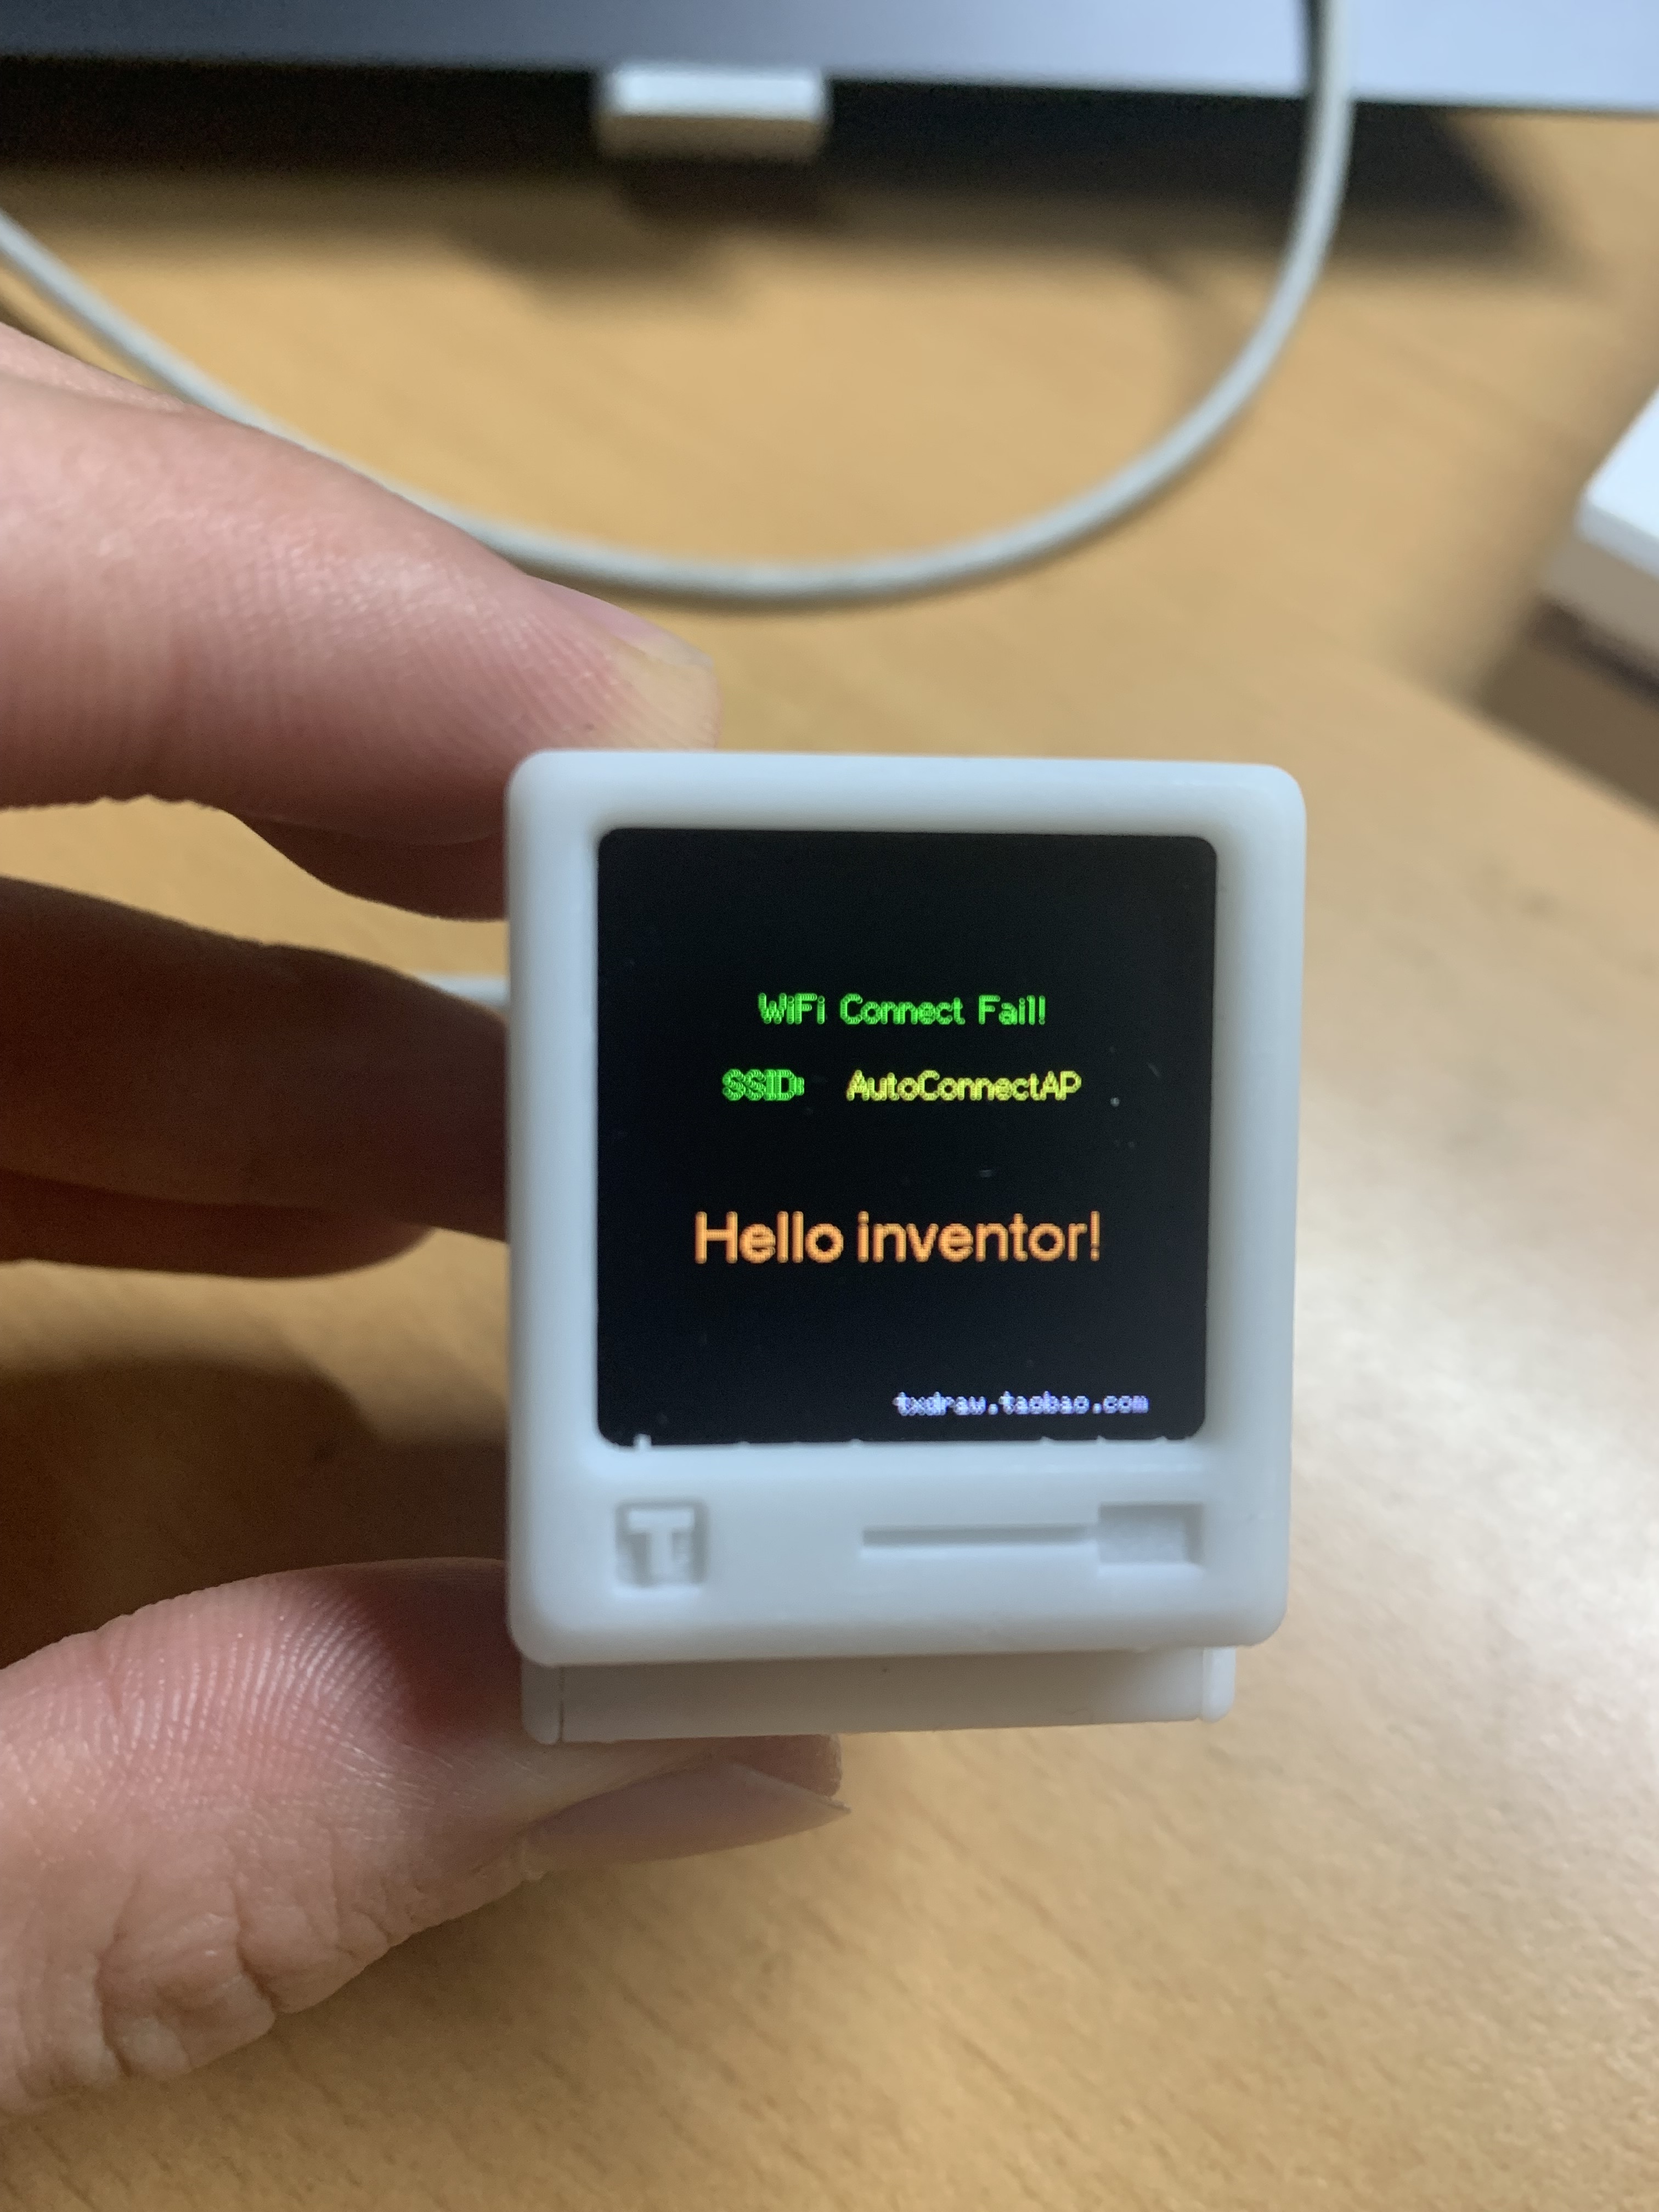 WiFi Connect Fail!
SSID: AutoConnectAP
Hello inventor!
txdraw.taobao.com
T